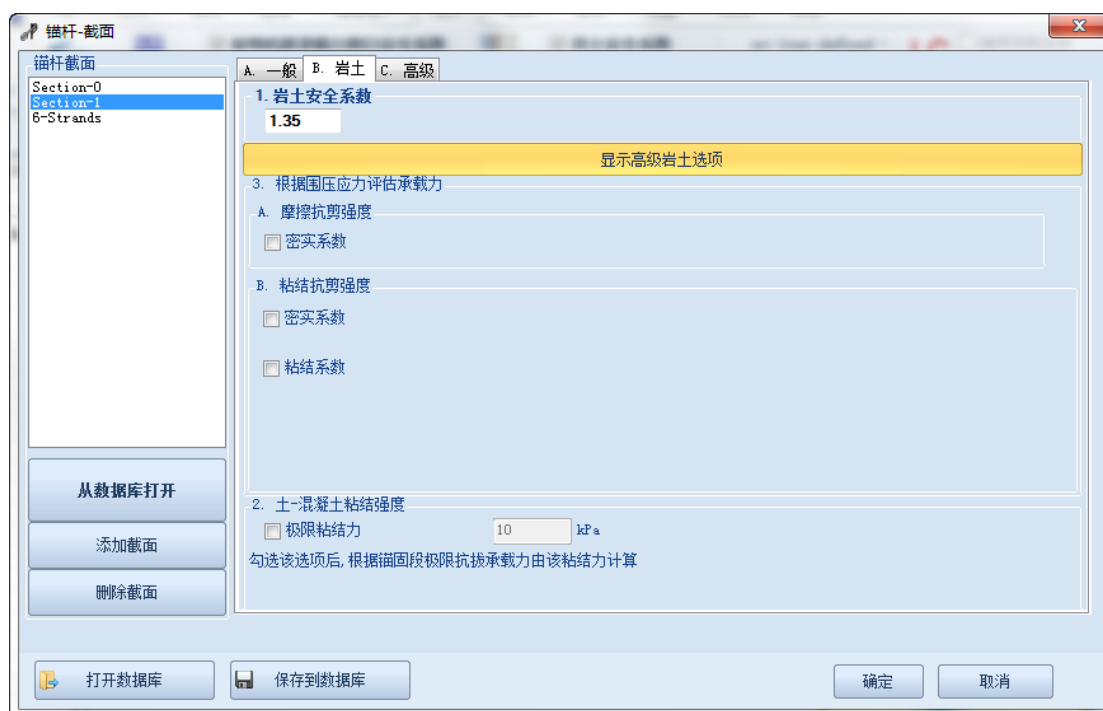 锚杆-截面
锚杆截面
Section-0
Section-1
6-Strands
从数据库打开
添加截面
删除截面
A. 一般
B. 岩土
C. 高级
1. 岩土安全系数
1.35
显示高级岩土选项
3. 根据围压应力评估承载力
A. 摩擦抗剪强度
密实系数
B. 粘结抗剪强度
密实系数
粘结系数
2. 土-混凝土粘结强度
极限粘结力 10 kPa
勾选该选项后, 根据锚固段极限抗拔承载力由该粘结力计算
打开数据库
保存到数据库
确定
取消